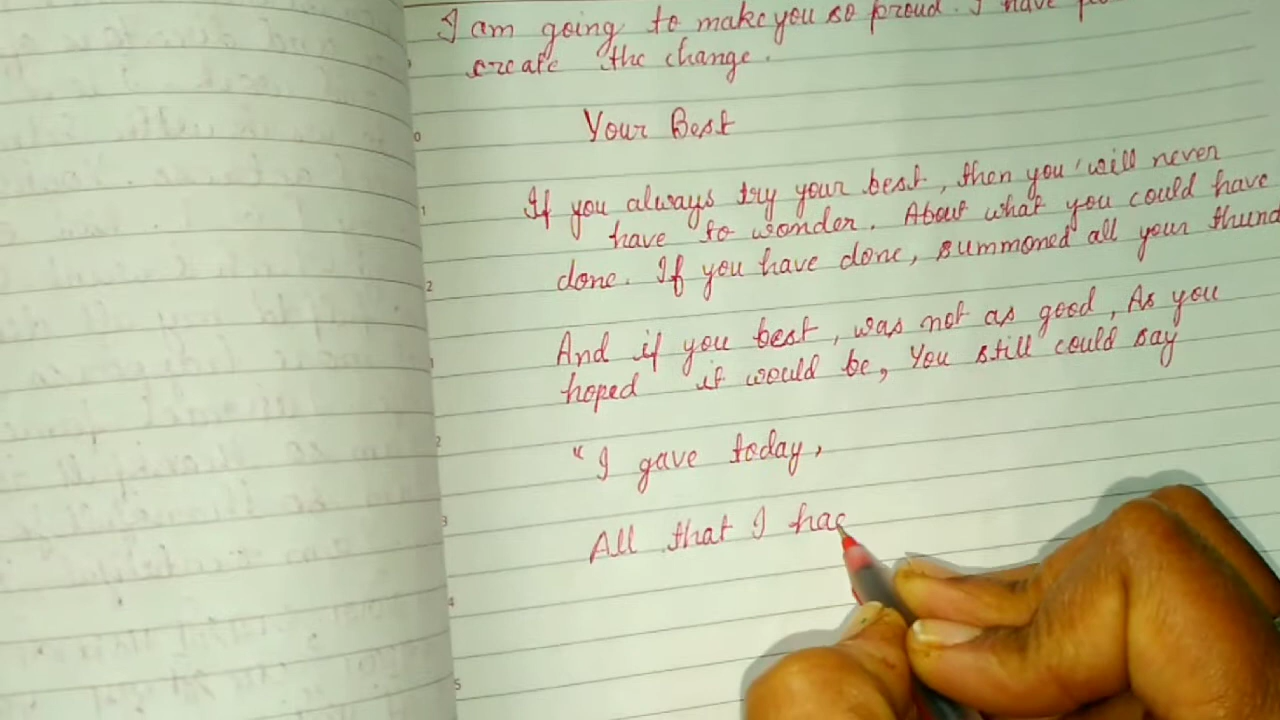 I am going to make you so proud. I have
create the change.
Your Best
If you always try your best, then you will never
have to wonder. About what you could have
done. If you have done, summoned all your thund
And if you best, was not as good, As you
hoped it would be, You still could say
"I gave today,
All that I ha